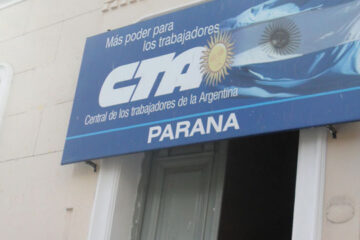 Más poder para
los trabajadores
CTA
Central de los trabajadores de la Argentina
PARANA